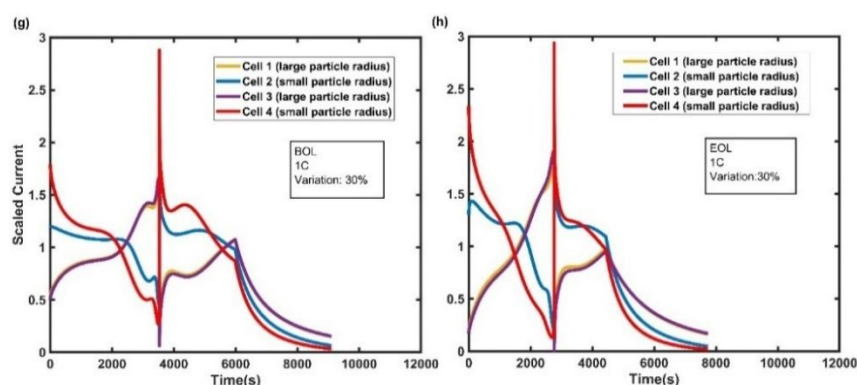 (g)
3
2.5
2
1.5
1
0.5
0
Scaled Current
Cell 1 (large particle radius)
Cell 2 (small particle radius)
Cell 3 (large particle radius)
Cell 4 (small particle radius)
BOL
1C
Variation: 30%
0 2000 4000 6000 8000 10000 12000
Time(s)
(h)
3
2.5
2
1.5
1
0.5
0
Cell 1 (large particle radius)
Cell 2 (small particle radius)
Cell 3 (large particle radius)
Cell 4 (small particle radius)
EOL
1C
Variation:30%
0 2000 4000 6000 8000 10000 12000
Time(s)